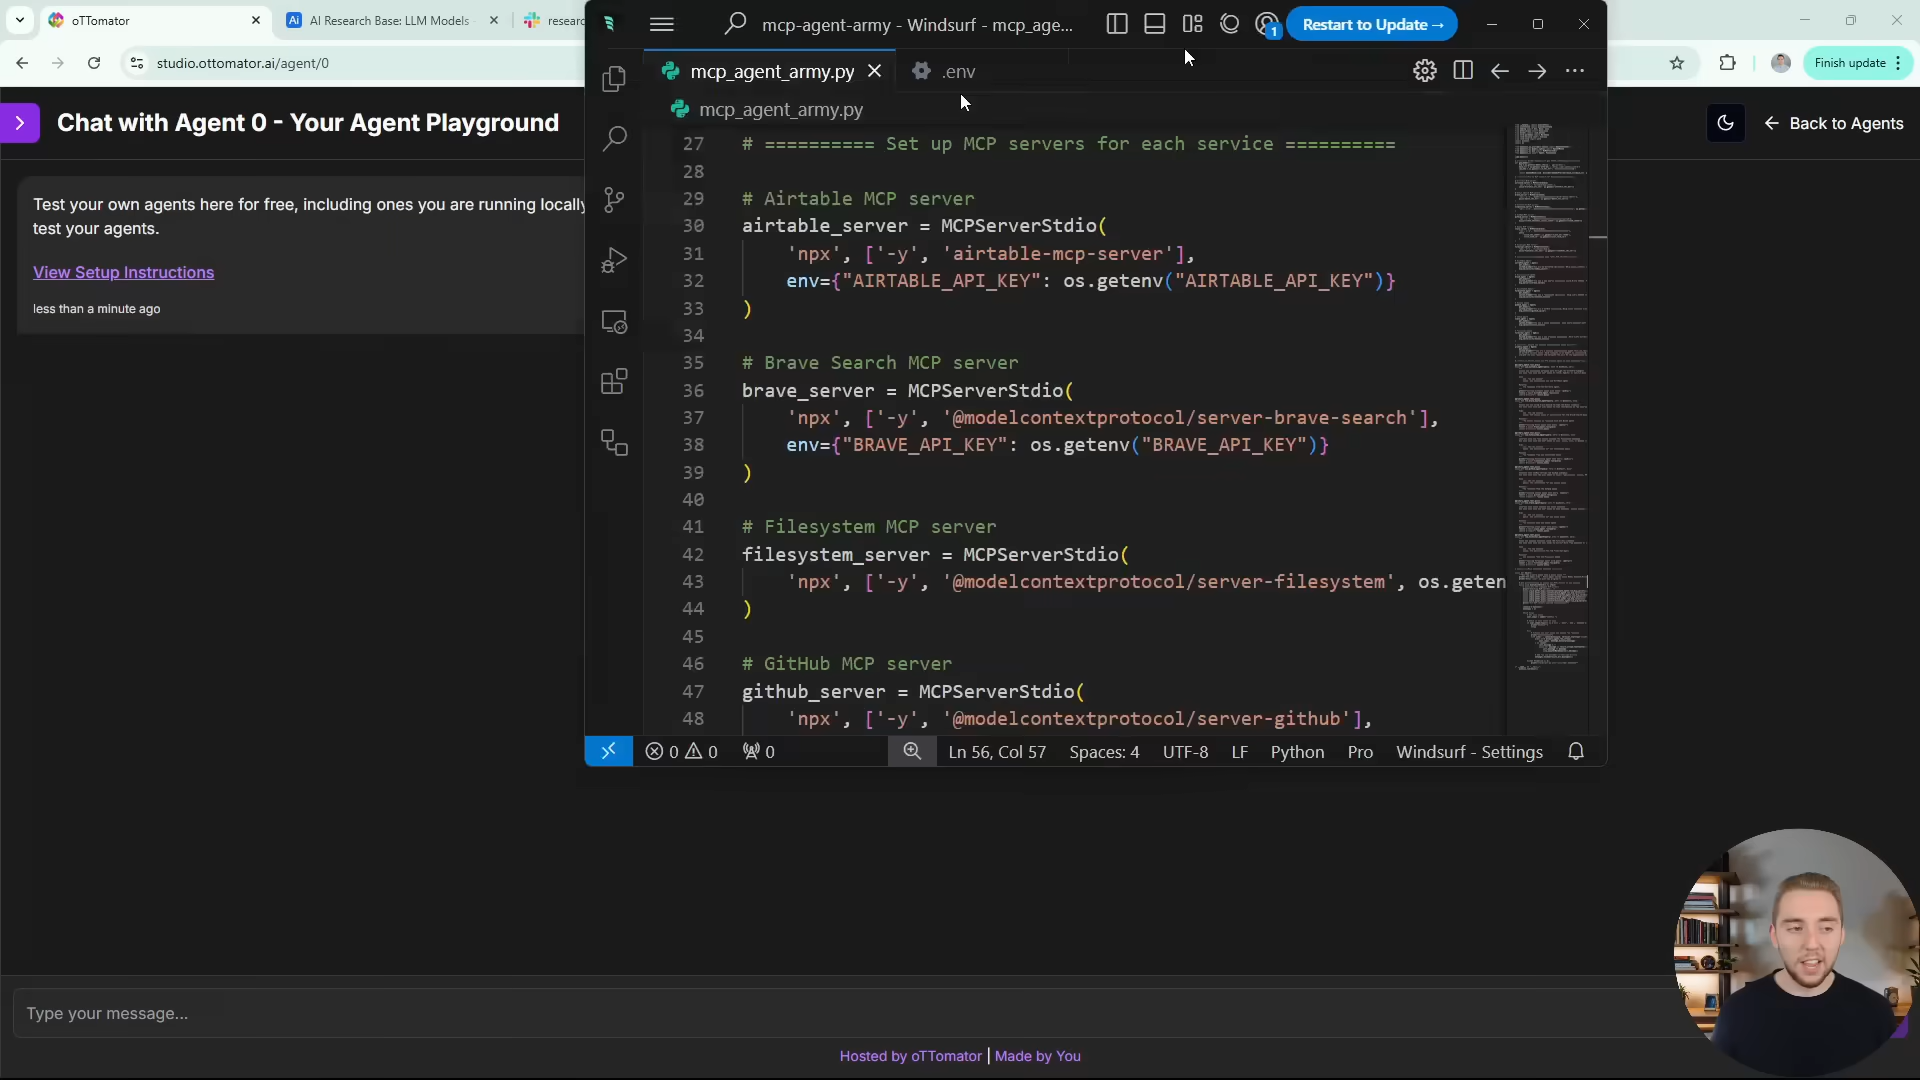 oTTomator
AI Research Base: LLM Models -
studio.ottomator.ai/agent/0
Finish update
Chat with Agent 0 - Your Agent Playground
Back to Agents
Test your own agents here for free, including ones you are running locally
test your agents.
View Setup Instructions
less than a minute ago
mcp-agent-army - Windsurf - mcp_age...
1
Restart to Update →
mcp_agent_army.py
.env
mcp_agent_army.py
27 # ========== Set up MCP servers for each service ==========
28
29 # Airtable MCP server
30 airtable_server = MCPServerStdio(
31 'npx', ['-y', 'airtable-mcp-server'],
32 env={"AIRTABLE_API_KEY": os.getenv("AIRTABLE_API_KEY")}
33 )
34
35 # Brave Search MCP server
36 brave_server = MCPServerStdio(
37 'npx', ['-y', '@modelcontextprotocol/server-brave-search'],
38 env={"BRAVE_API_KEY": os.getenv("BRAVE_API_KEY")}
39 )
40
41 # Filesystem MCP server
42 filesystem_server = MCPServerStdio(
43 'npx', ['-y', '@modelcontextprotocol/server-filesystem', os.geten
44 )
45
46 # GitHub MCP server
47 github_server = MCPServerStdio(
48 'npx', ['-y', '@modelcontextprotocol/server-github'],
0 0 0 Ln 56, Col 57 Spaces: 4 UTF-8 LF Python Pro Windsurf - Settings
Type your message...
Hosted by oTTomator | Made by You